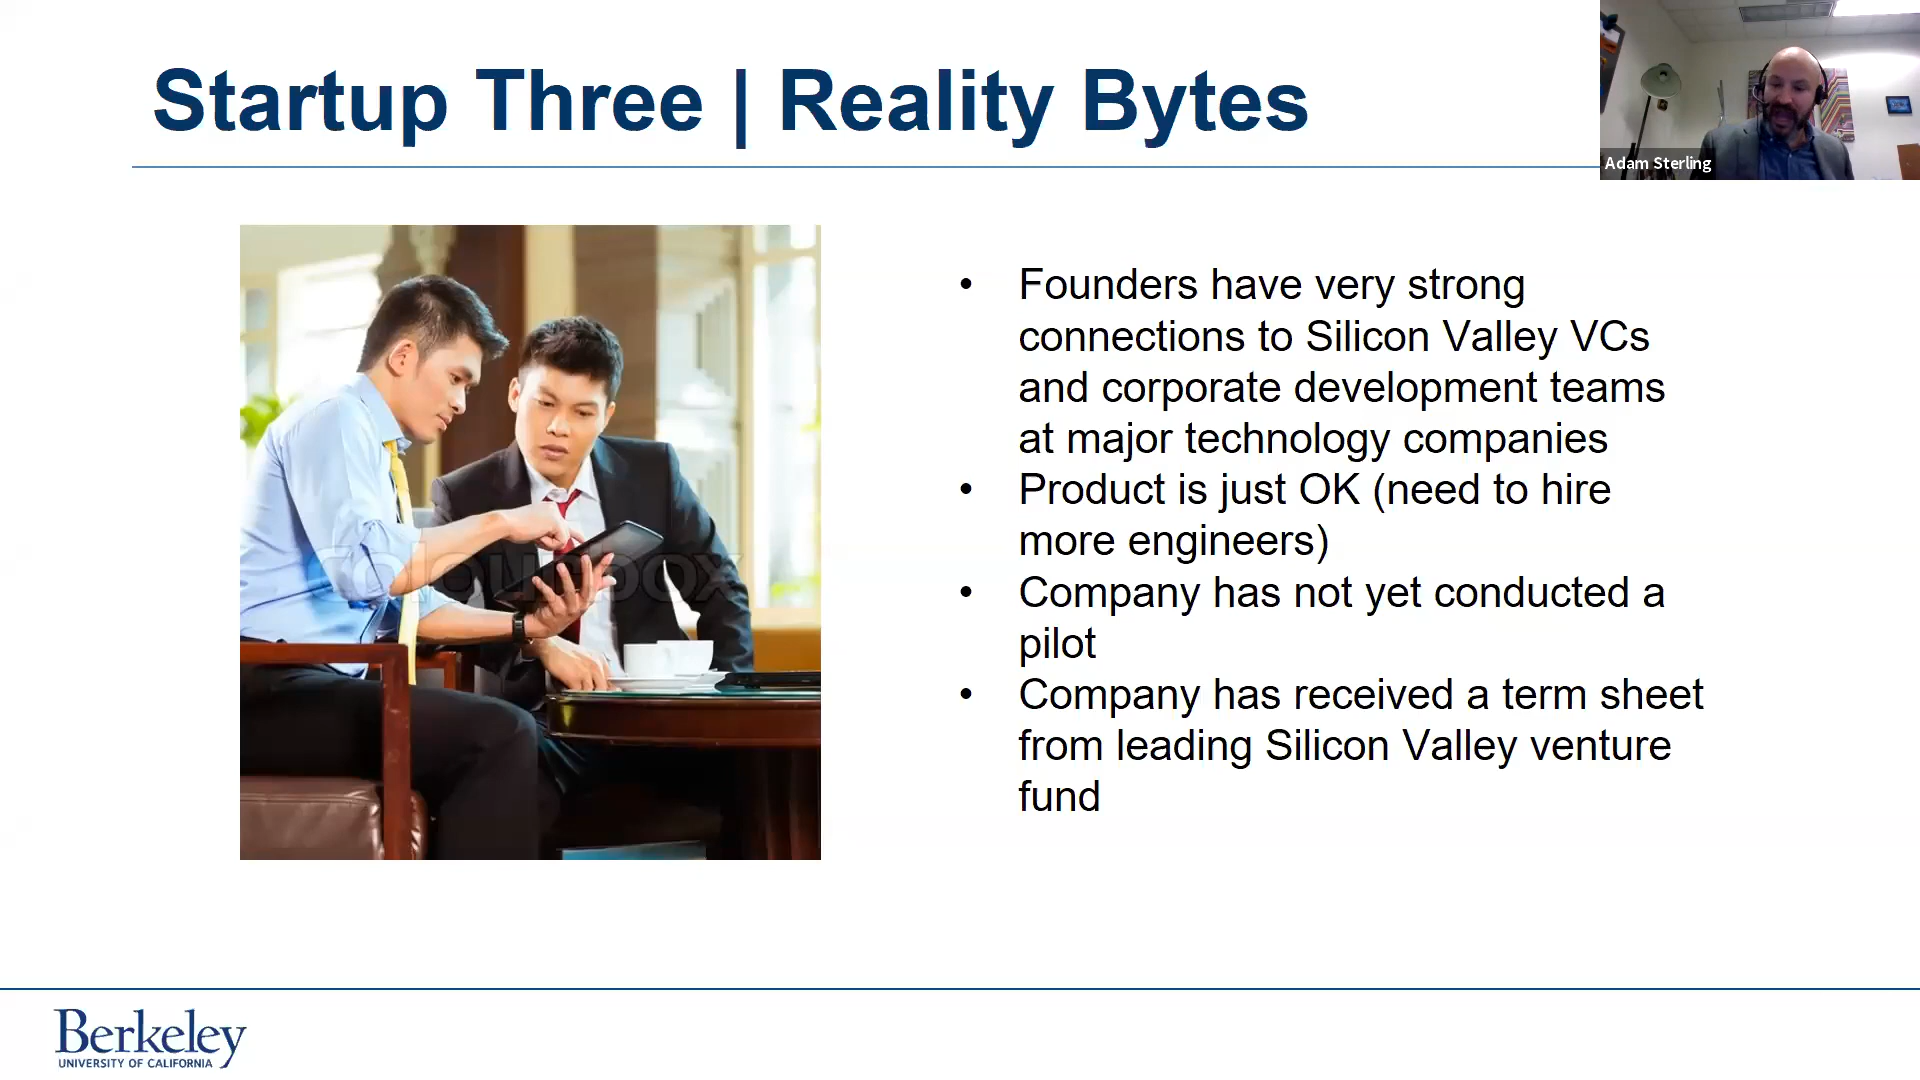 Startup Three | Reality Bytes
Adam Sterling
• Founders have very strong
connections to Silicon Valley VCs
and corporate development teams
at major technology companies
• Product is just OK (need to hire
more engineers)
• Company has not yet conducted a
pilot
• Company has received a term sheet
from leading Silicon Valley venture
fund
colourbox
Berkeley
UNIVERSITY OF CALIFORNIA